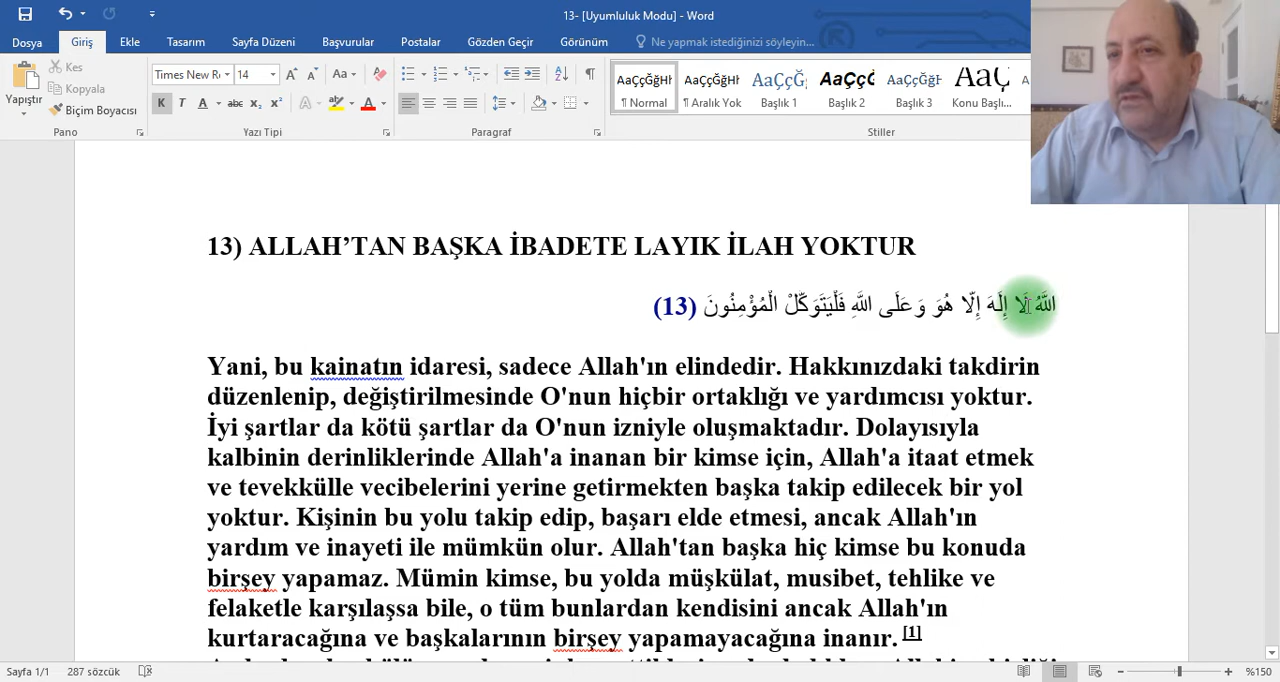 13- [Uyumluluk Modu] - Word
Dosya Giriş Ekle Tasarım Sayfa Düzeni Başvurular Postalar Gözden Geçir Görünüm Ne yapmak istediğinizi söyleyin...
Yapıştır
Kes
Kopyala
Biçim Boyacısı
Times New Ro 14
AaÇçĞğHł AaÇçĞğHł AaÇçĞğ AaÇçĞ AaÇçĞğł AaÇ
¶ Normal ¶ Aralık Yok Başlık 1 Başlık 2 Başlık 3 Konu Başlı...
Pano Yazı Tipi Paragraf Stiller
13) ALLAH’TAN BAŞKA İBADETE LAYIK İLAH YOKTUR
اللَّهُ لَا إِلَهَ إِلَّا هُوَ وَعَلَى اللَّهِ فَلْيَتَوَكَّلْ الْمُؤْمِنُونَ (13)
Yani, bu kainatın idaresi, sadece Allah'ın elindedir. Hakkınızdaki takdirin
düzenlenip, değiştirilmesinde O'nun hiçbir ortaklığı ve yardımcısı yoktur.
İyi şartlar da kötü şartlar da O'nun izniyle oluşmaktadır. Dolayısıyla
kalbinin derinliklerinde Allah'a inanan bir kimse için, Allah'a itaat etmek
ve tevekkülle vecibelerini yerine getirmekten başka takip edilecek bir yol
yoktur. Kişinin bu yolu takip edip, başarı elde etmesi, ancak Allah'ın
yardım ve inayeti ile mümkün olur. Allah'tan başka hiç kimse bu konuda
birşey yapamaz. Mümin kimse, bu yolda müşkülat, musibet, tehlike ve
felaketle karşılaşsa bile, o tüm bunlardan kendisini ancak Allah'ın
kurtaracağına ve başkalarının birşey yapamayacağına inanır. [1]
Sayfa 1/1 287 sözcük %150